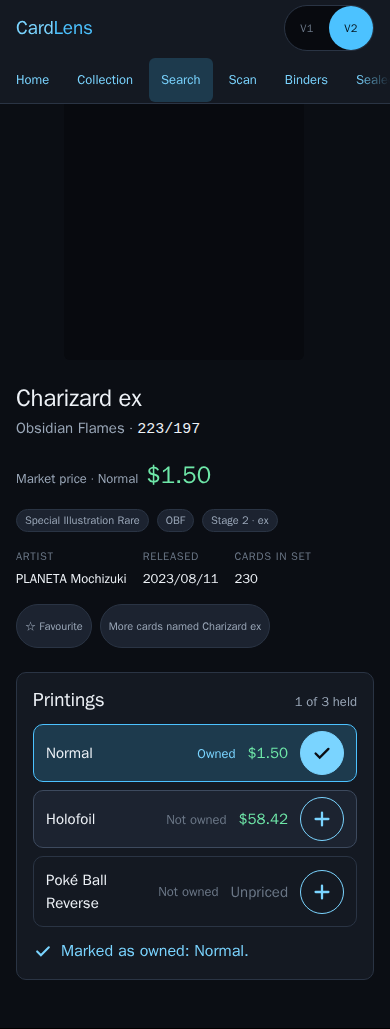 CardLens
V1
V2
Home Collection Search Scan Binders Seale
Charizard ex
Obsidian Flames · 223/197
Market price · Normal $1.50
Special Illustration Rare OBF Stage 2 · ex
ARTIST RELEASED CARDS IN SET
PLANETA Mochizuki 2023/08/11 230
☆ Favourite More cards named Charizard ex
Printings 1 of 3 held
Normal Owned $1.50
Holofoil Not owned $58.42
Poké Ball
Reverse Not owned Unpriced
Marked as owned: Normal.